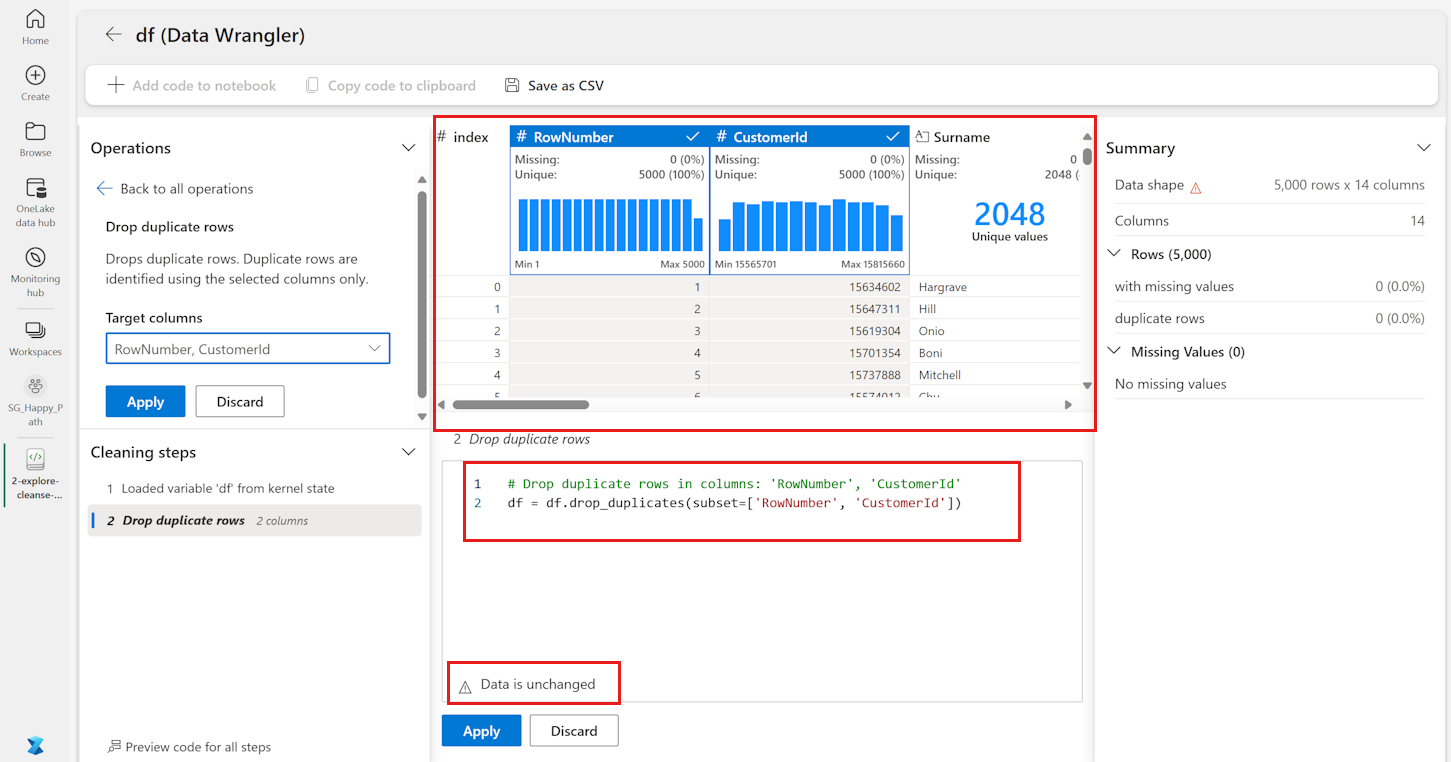 Home
Create
Browse
OneLake
data hub
Monitoring
hub
Workspaces
SG_Happy_P
ath
2-explore-
cleanse-...
df (Data Wrangler)
Add code to notebook
Copy code to clipboard
Save as CSV
Operations
Back to all operations
Drop duplicate rows
Drops duplicate rows. Duplicate rows are
identified using the selected columns only.
Target columns
RowNumber, CustomerId
Apply
Discard
Cleaning steps
1 Loaded variable 'df' from kernel state
2 Drop duplicate rows 2 columns
Preview code for all steps
# index # RowNumber # CustomerId A Surname
Missing: 0 (0%) Missing: 0 (0%) Missing: 0
Unique: 5000 (100%) Unique: 5000 (100%) Unique: 2048 (
2048
Unique values
Min 1 Max 5000 Min 15565701 Max 15815660
0 1 15634602 Hargrave
1 2 15647311 Hill
2 3 15619304 Onio
3 4 15701354 Boni
4 5 15737888 Mitchell
5 6 15574012 Chu
2 Drop duplicate rows
1 # Drop duplicate rows in columns: 'RowNumber', 'CustomerId'
2 df = df.drop_duplicates(subset=['RowNumber', 'CustomerId'])
Data is unchanged
Apply
Discard
Summary
Data shape 5,000 rows x 14 columns
Columns 14
Rows (5,000)
with missing values 0 (0.0%)
duplicate rows 0 (0.0%)
Missing Values (0)
No missing values